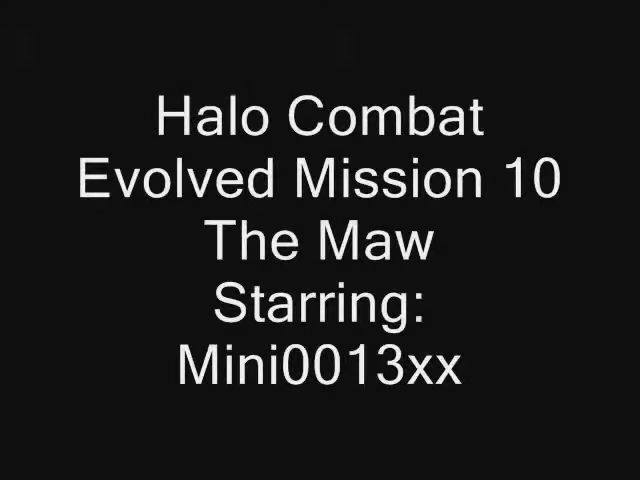 Halo Combat
Evolved Mission 10
The Maw
Starring:
Mini0013xx